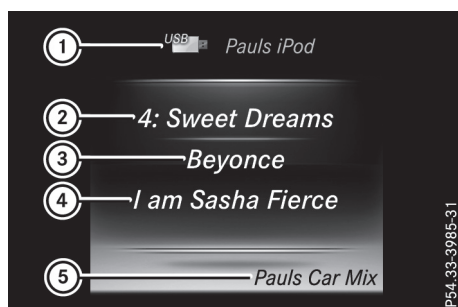 1 USB Pauls iPod
2 4: Sweet Dreams
3 Beyonce
4 I am Sasha Fierce
5 Pauls Car Mix
P54.33-3985-31